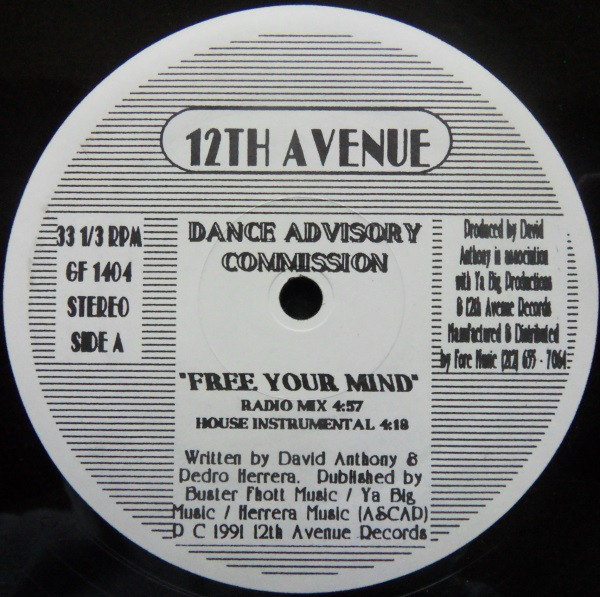 12TH AVENUE
DANCE ADVISORY
COMMISSION
33 1/3 RPM
GF 1404
STEREO
SIDE A
Produced by David
Anthony in association
with Ya Big Productions
& 12th Avenue Records
Manufactured & Distributed
by Fore Music (212) 655 - 7064
"FREE YOUR MIND"
RADIO MIX 4:57
HOUSE INSTRUMENTAL 4:18
Written by David Anthony &
Pedro Herrera. Published by
Buster Fhott Music / Ya Big
Music / Herrera Music (ASCAP)
P C 1991 12th Avenue Records